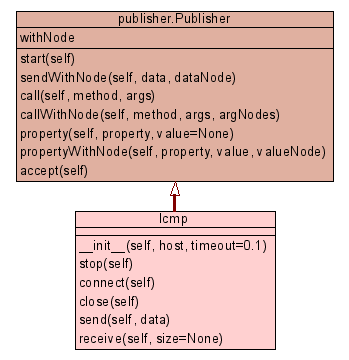 publisher.Publisher
withNode
start(self)
sendWithNode(self, data, dataNode)
call(self, method, args)
callWithNode(self, method, args, argNodes)
property(self, property, value=None)
propertyWithNode(self, property, value, valueNode)
accept(self)
Icmp
__init__(self, host, timeout=0.1)
stop(self)
connect(self)
close(self)
send(self, data)
receive(self, size=None)